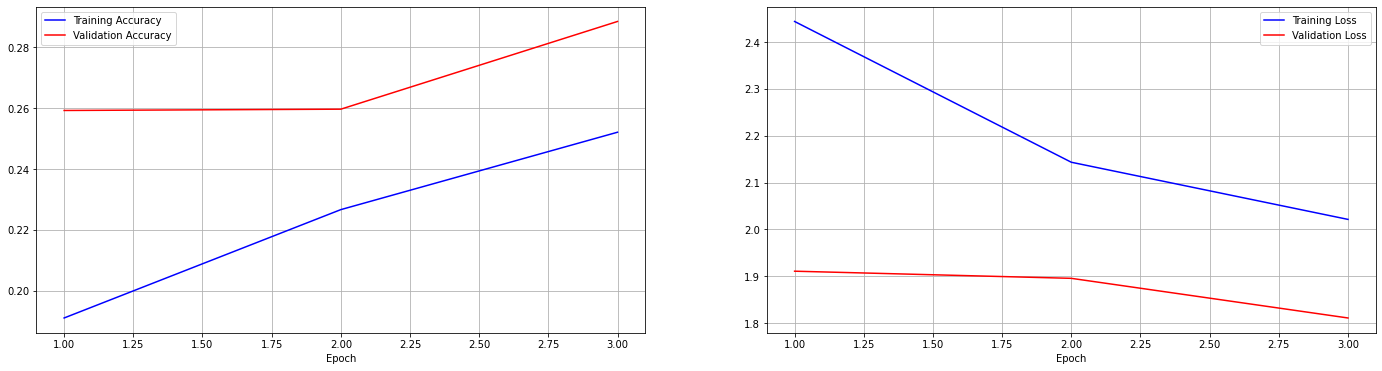 Training Accuracy
Validation Accuracy
0.28
0.26
0.24
0.22
0.20
1.00 1.25 1.50 1.75 2.00 2.25 2.50 2.75 3.00
Epoch
Training Loss
Validation Loss
2.4
2.3
2.2
2.1
2.0
1.9
1.8
1.00 1.25 1.50 1.75 2.00 2.25 2.50 2.75 3.00
Epoch